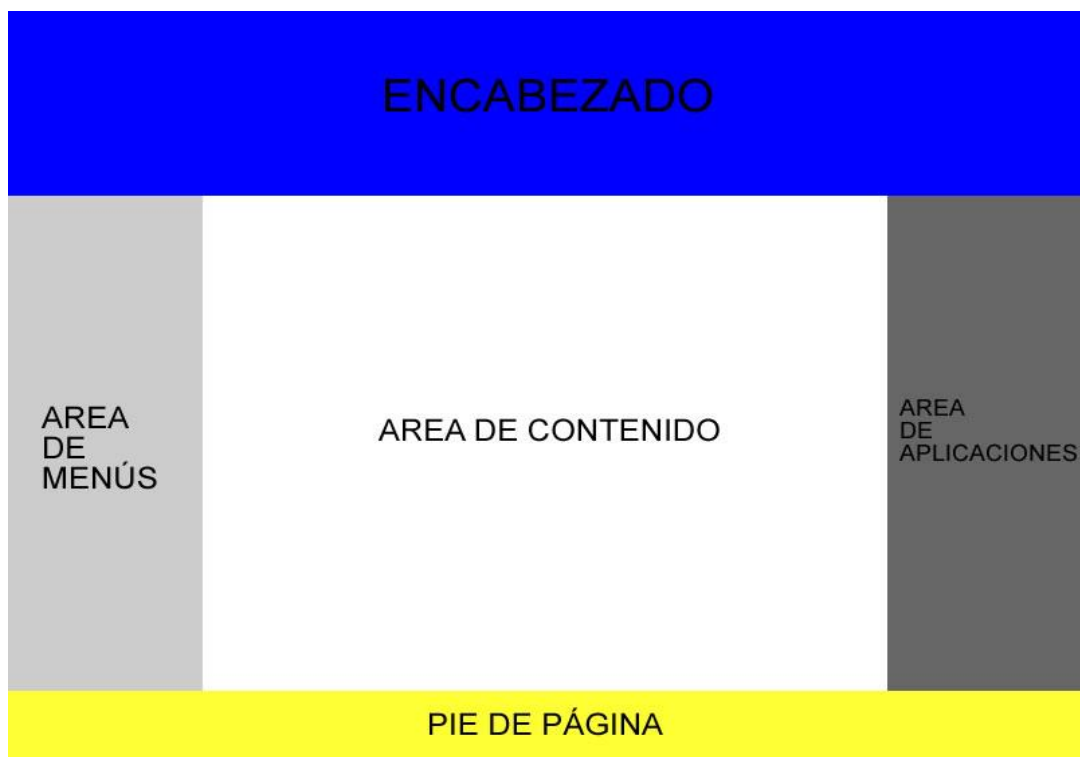 ENCABEZADO
AREA
DE
MENÚS
AREA DE CONTENIDO
AREA
DE
APLICACIONES
PIE DE PÁGINA